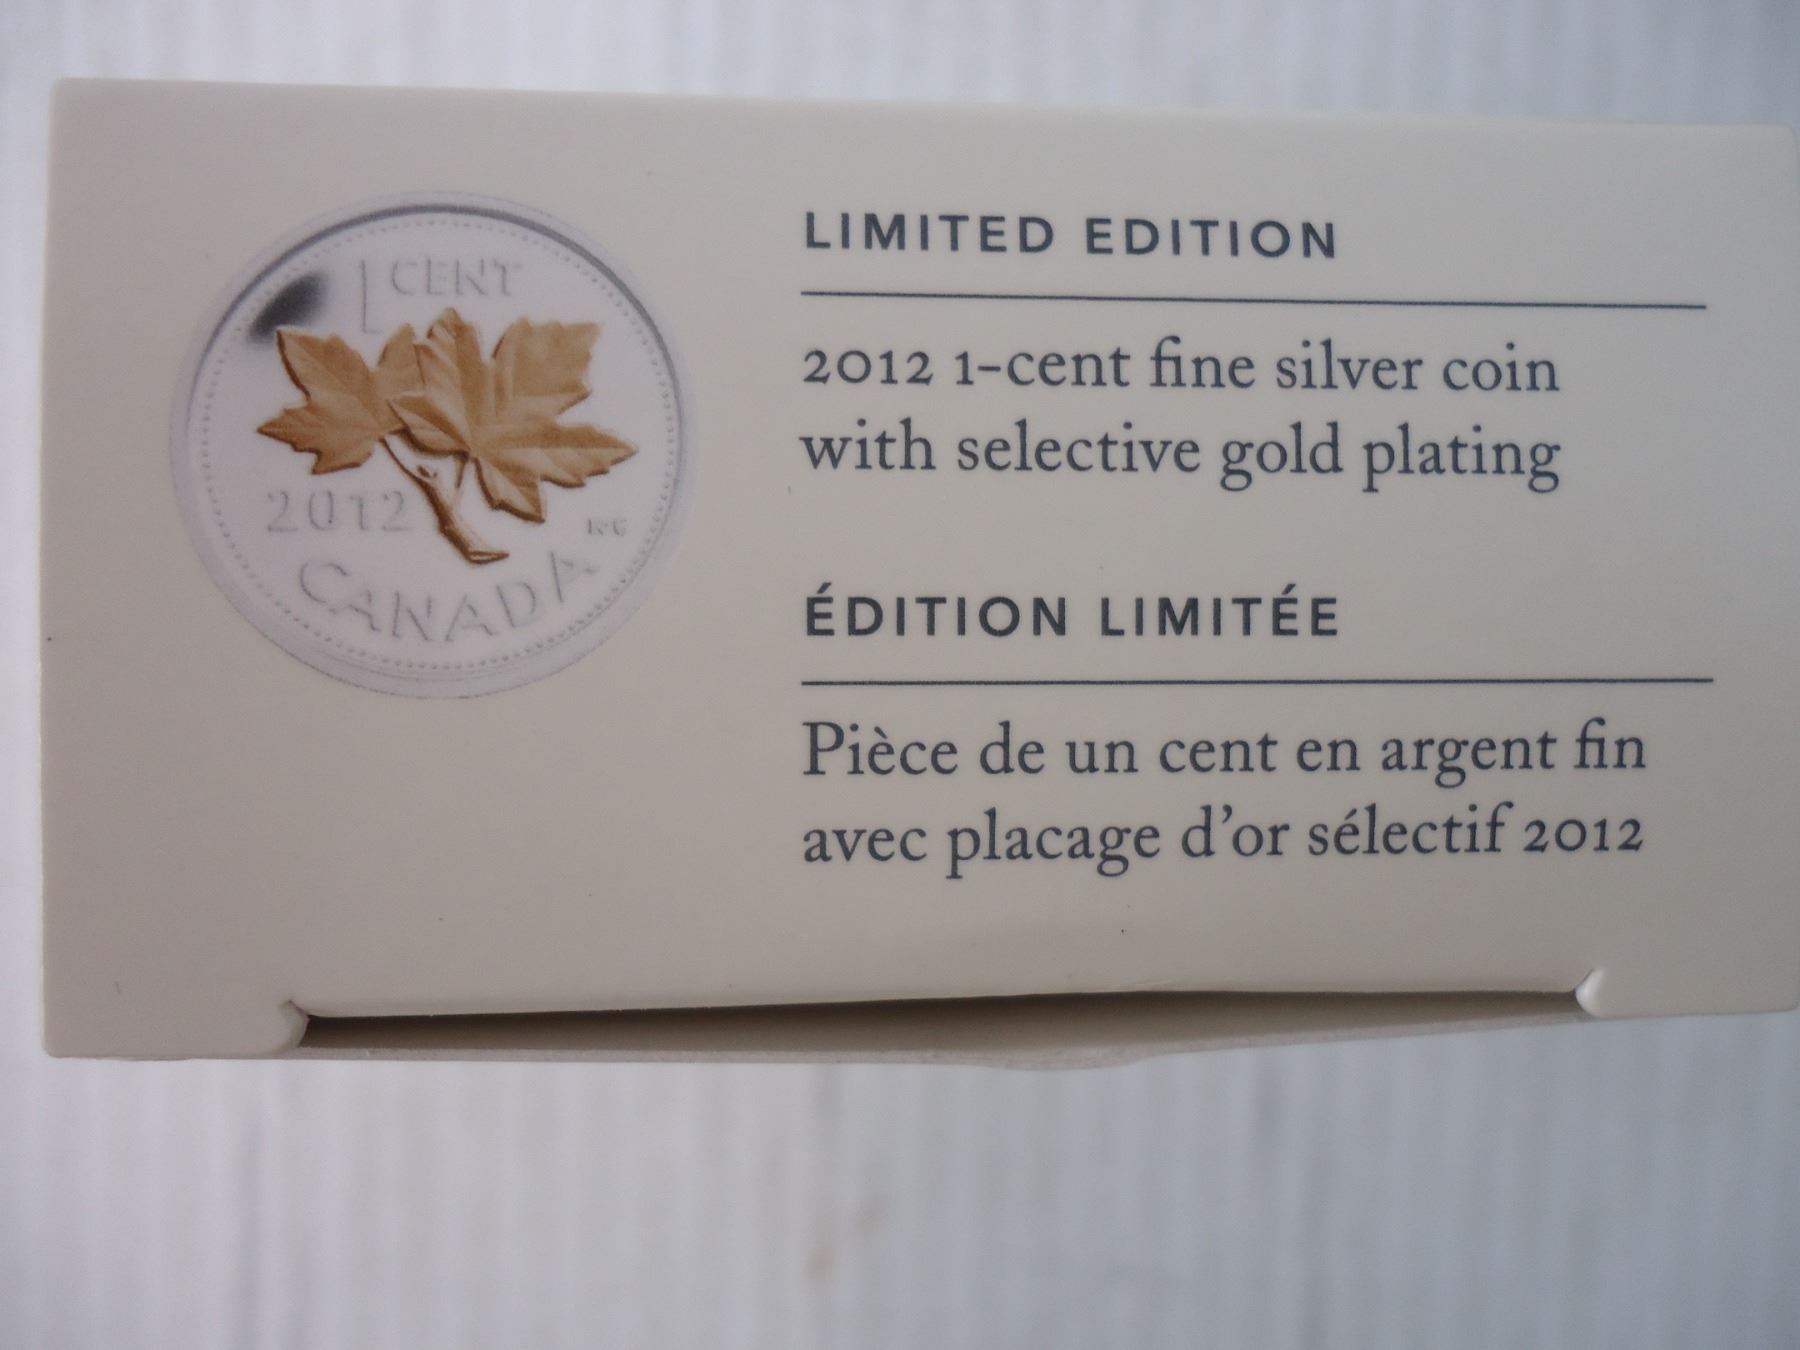 1 CENT
2012
KG
CANADA
LIMITED EDITION
2012 1-cent fine silver coin
with selective gold plating
ÉDITION LIMITÉE
Pièce de un cent en argent fin
avec placage d'or sélectif 2012